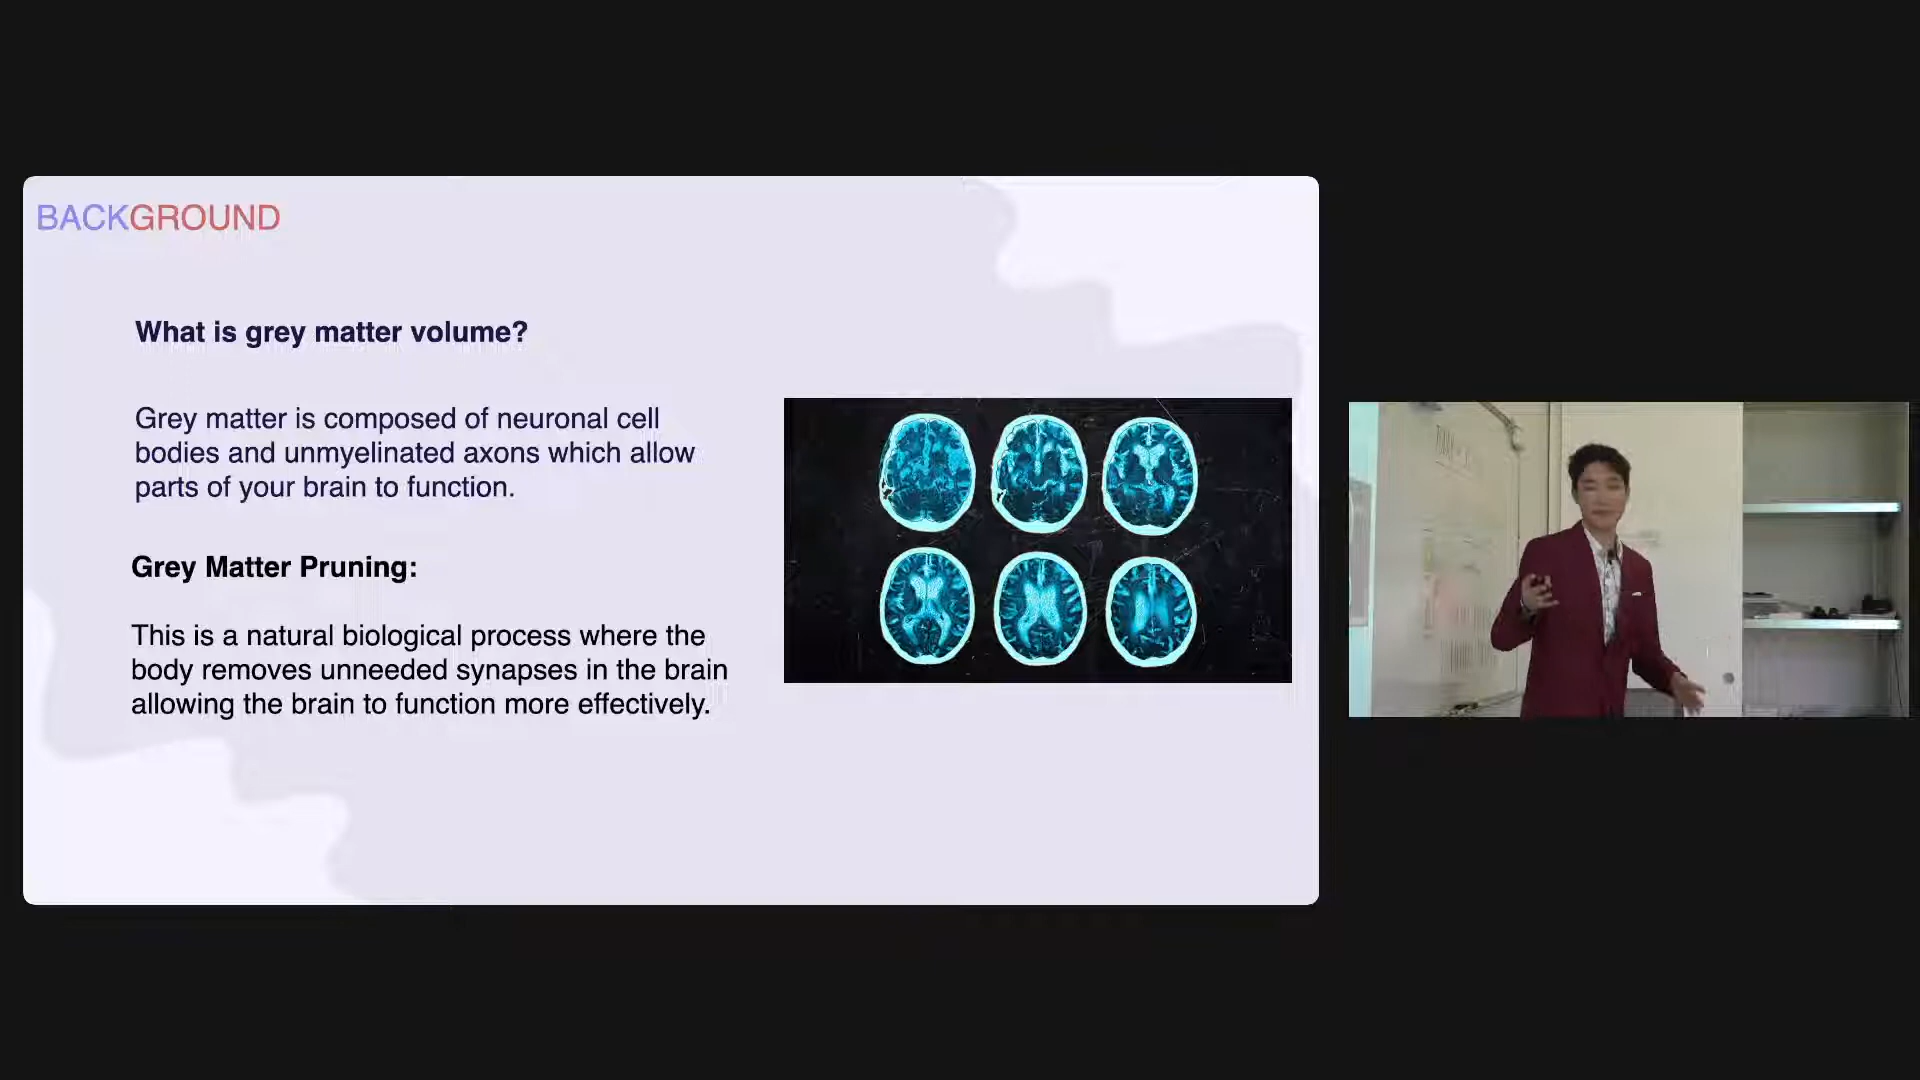 BACKGROUND
What is grey matter volume?
Grey matter is composed of neuronal cell
bodies and unmyelinated axons which allow
parts of your brain to function.
Grey Matter Pruning:
This is a natural biological process where the
body removes unneeded synapses in the brain
allowing the brain to function more effectively.